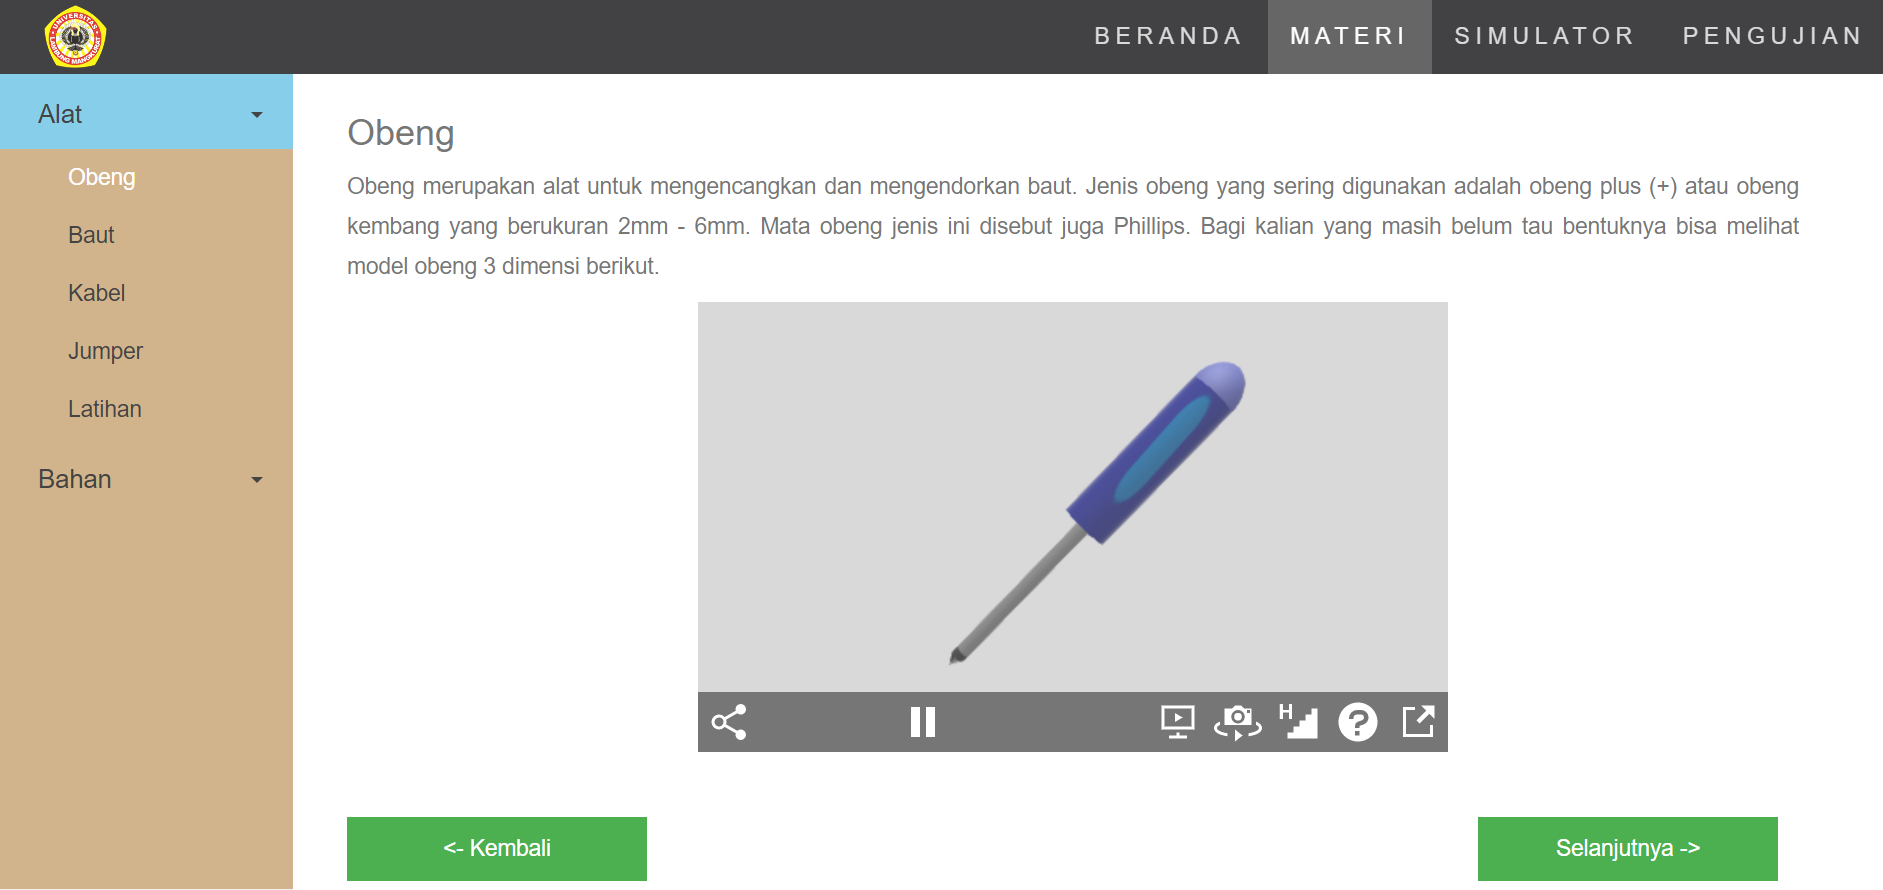 UNIVERSITAS
LAMBUNG MANGKURAT
BERANDA
MATERI
SIMULATOR
PENGUJIAN
Alat
Obeng
Baut
Kabel
Jumper
Latihan
Bahan
Obeng
Obeng merupakan alat untuk mengencangkan dan mengendorkan baut. Jenis obeng yang sering digunakan adalah obeng plus (+) atau obeng
kembang yang berukuran 2mm - 6mm. Mata obeng jenis ini disebut juga Phillips. Bagi kalian yang masih belum tau bentuknya bisa melihat
model obeng 3 dimensi berikut.
H
?
<- Kembali
Selanjutnya ->